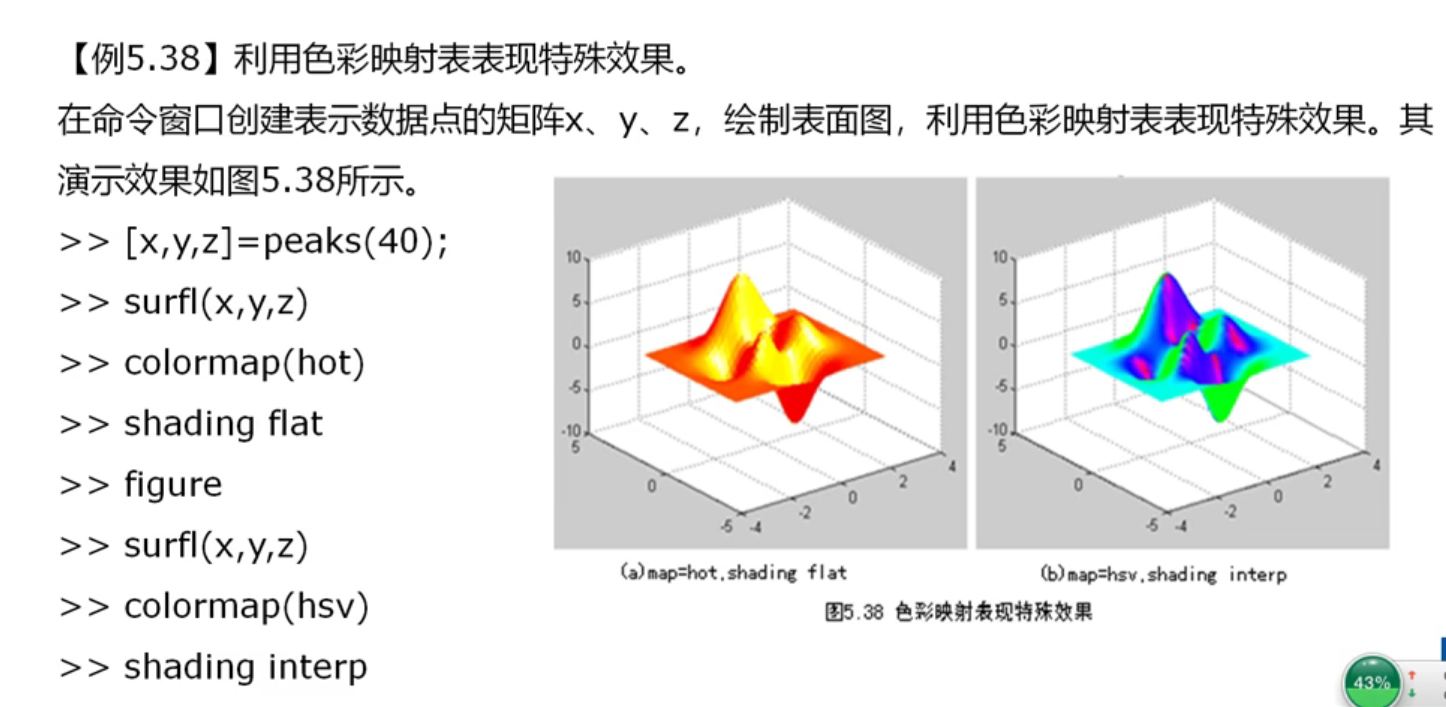 【例5.38】利用色彩映射表表现特殊效果。
在命令窗口创建表示数据点的矩阵x、y、z，绘制表面图，利用色彩映射表表现特殊效果。其
演示效果如图5.38所示。
>> [x,y,z]=peaks(40);
>> surfl(x,y,z)
>> colormap(hot)
>> shading flat
>> figure
>> surfl(x,y,z)
>> colormap(hsv)
>> shading interp
10
5
0
-5
-10
5
0
-5
-4
-2
0
2
4
(a)map=hot,shading flat
10
5
0
-5
-10
5
0
-5
-4
-2
0
2
4
(b)map=hsv,shading interp
图5.38 色彩映射表现特殊效果
43%